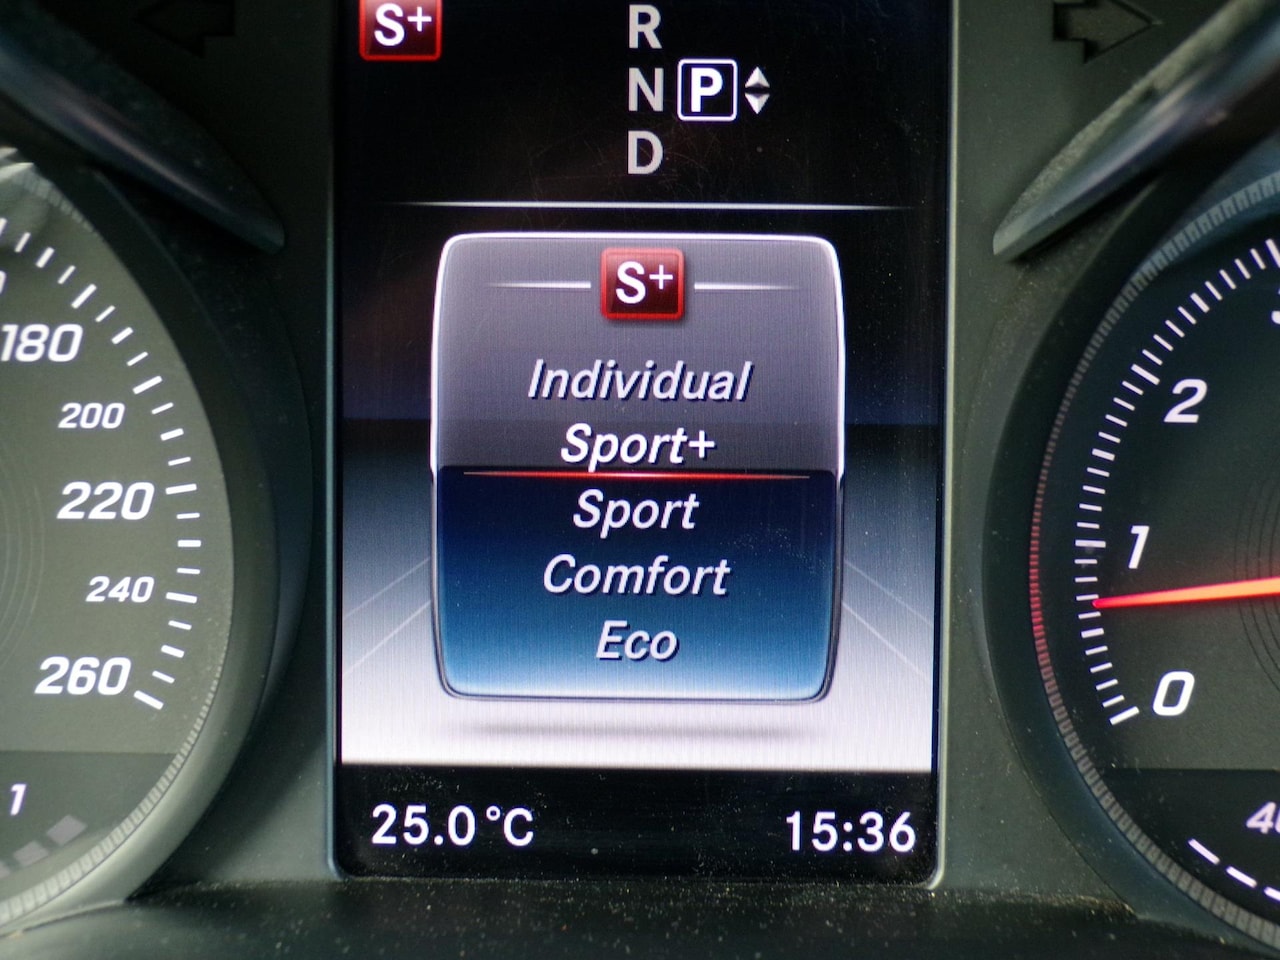 S+
R
N P
D
S+
Individual
Sport+
Sport
Comfort
Eco
25.0 °C
15:36
180
200
220
240
260
1
2
1
0